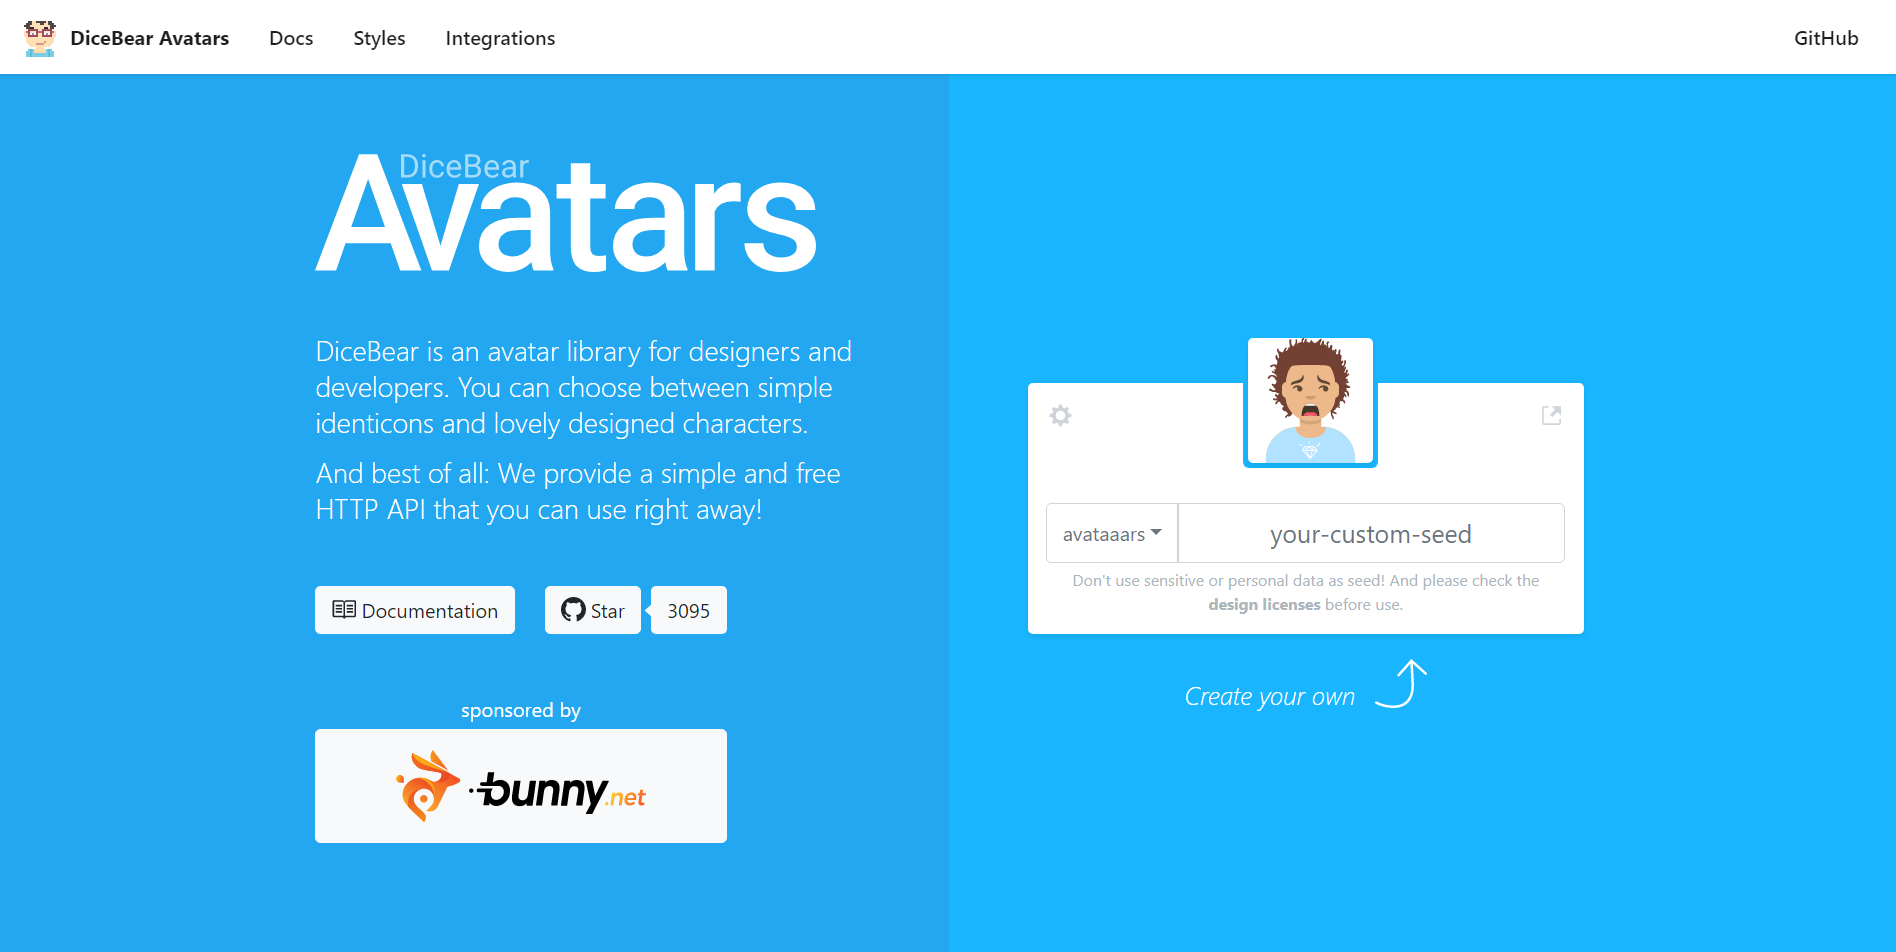 DiceBear Avatars
Docs
Styles
Integrations
GitHub
DiceBear
Avatars
DiceBear is an avatar library for designers and
developers. You can choose between simple
identicons and lovely designed characters.
And best of all: We provide a simple and free
HTTP API that you can use right away!
Documentation
Star
3095
sponsored by
bunny.net
avataaars
your-custom-seed
Don't use sensitive or personal data as seed! And please check the
design licenses before use.
Create your own